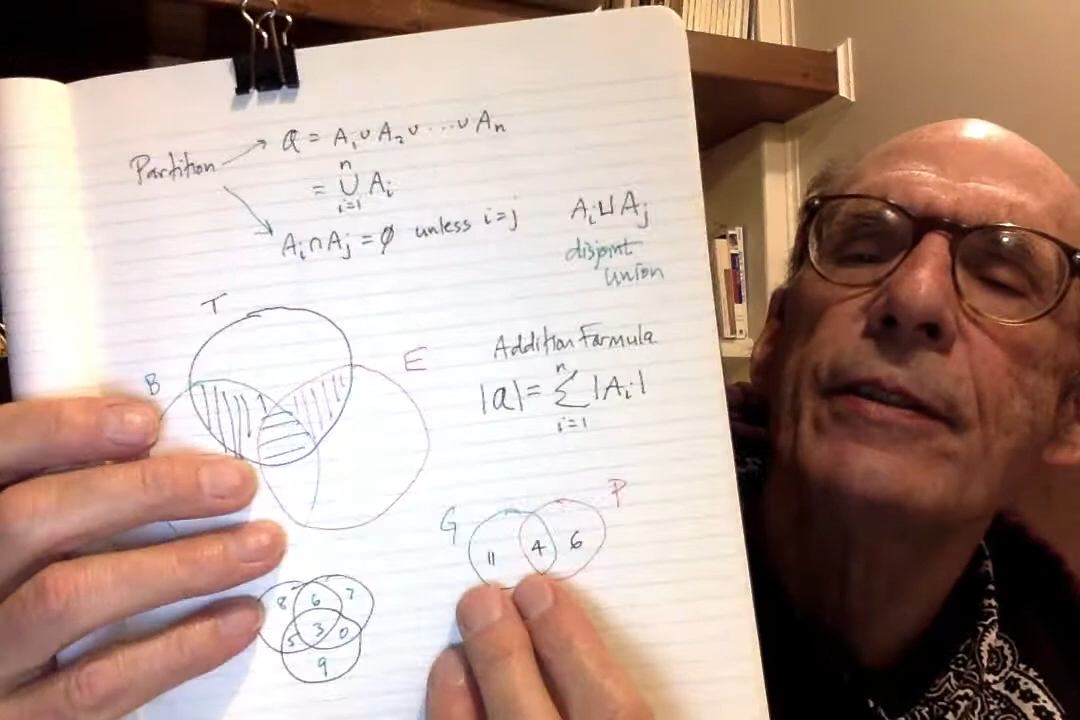 Partition → Q = A₁ ∪ A₂ ∪ ... ∪ Aₙ
= ⋃ᵢ₌₁ⁿ Aᵢ
Aᵢ ∩ Aⱼ = ∅ unless i=j
Aᵢ ⊔ Aⱼ
disjoint
union
T
B
E
Addition Formula
|a| = Σᵢ₌₁ⁿ |Aᵢ|
G
P
11 4 6
8 6 7
5 3 0
9